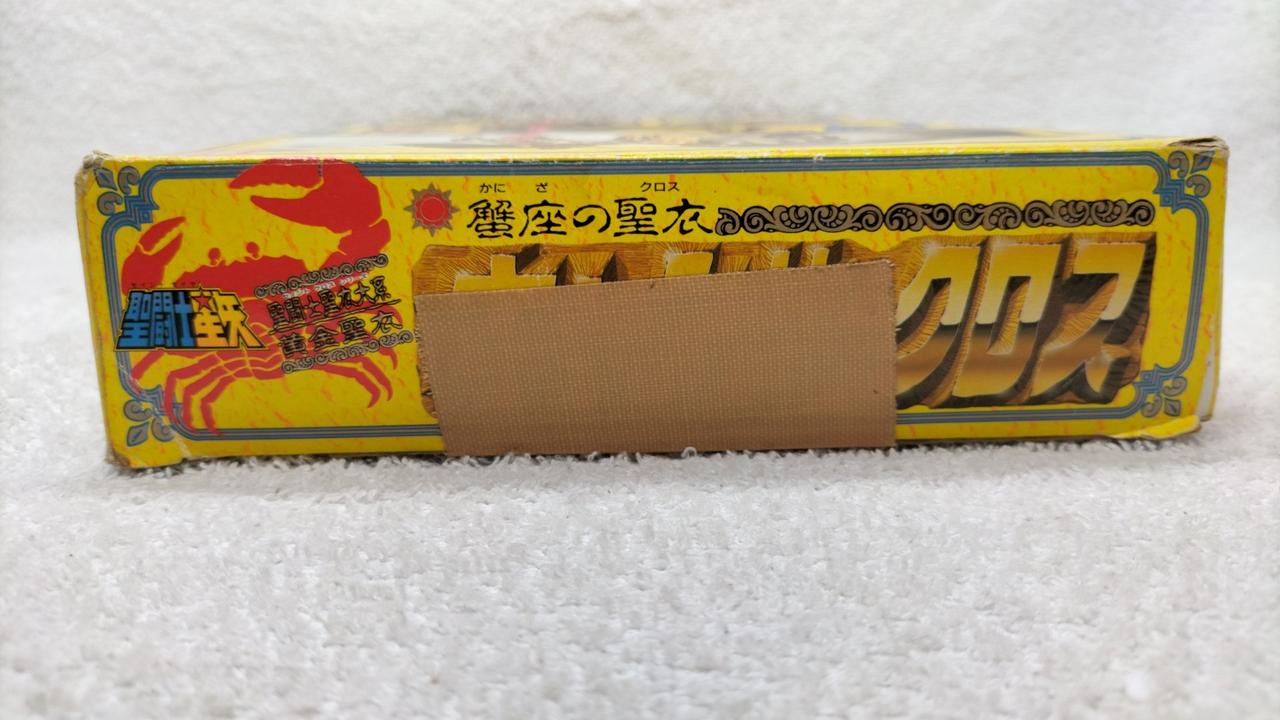 かに ざ クロス
蟹座の聖衣
聖闘士星矢
聖闘士聖衣大系
黄金聖衣
クロス